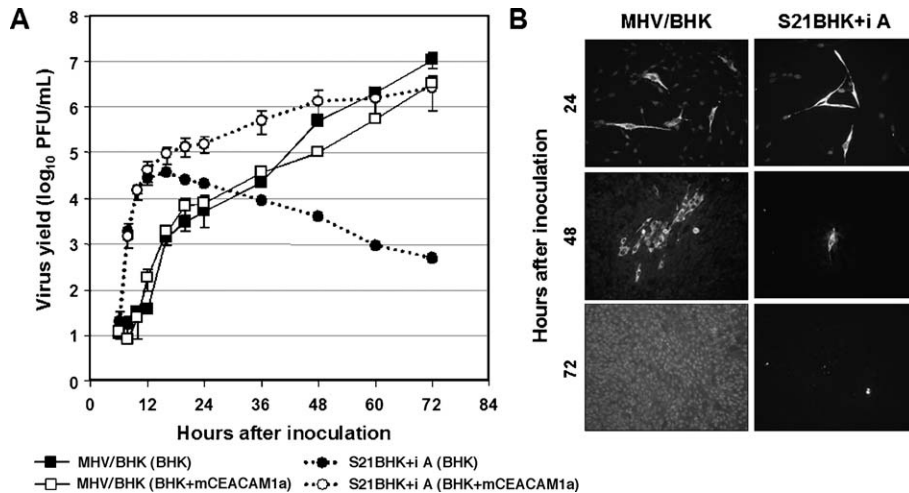 A
Virus yield (log10 PFU/mL)
8
7
6
5
4
3
2
1
0
0 12 24 36 48 60 72 84
Hours after inoculation
MHV/BHK (BHK)
MHV/BHK (BHK+mCEACAM1a)
S21BHK+i A (BHK)
S21BHK+i A (BHK+mCEACAM1a)
B
MHV/BHK S21BHK+i A
Hours after inoculation
24
48
72